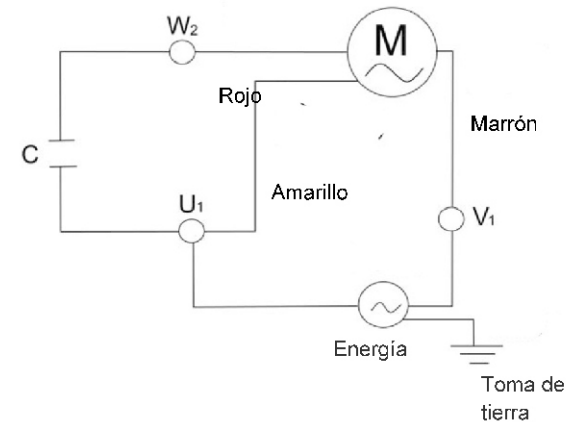 W₂
M
Rojo
Marrón
C
Amarillo
U₁
V₁
Energía
Toma de
tierra